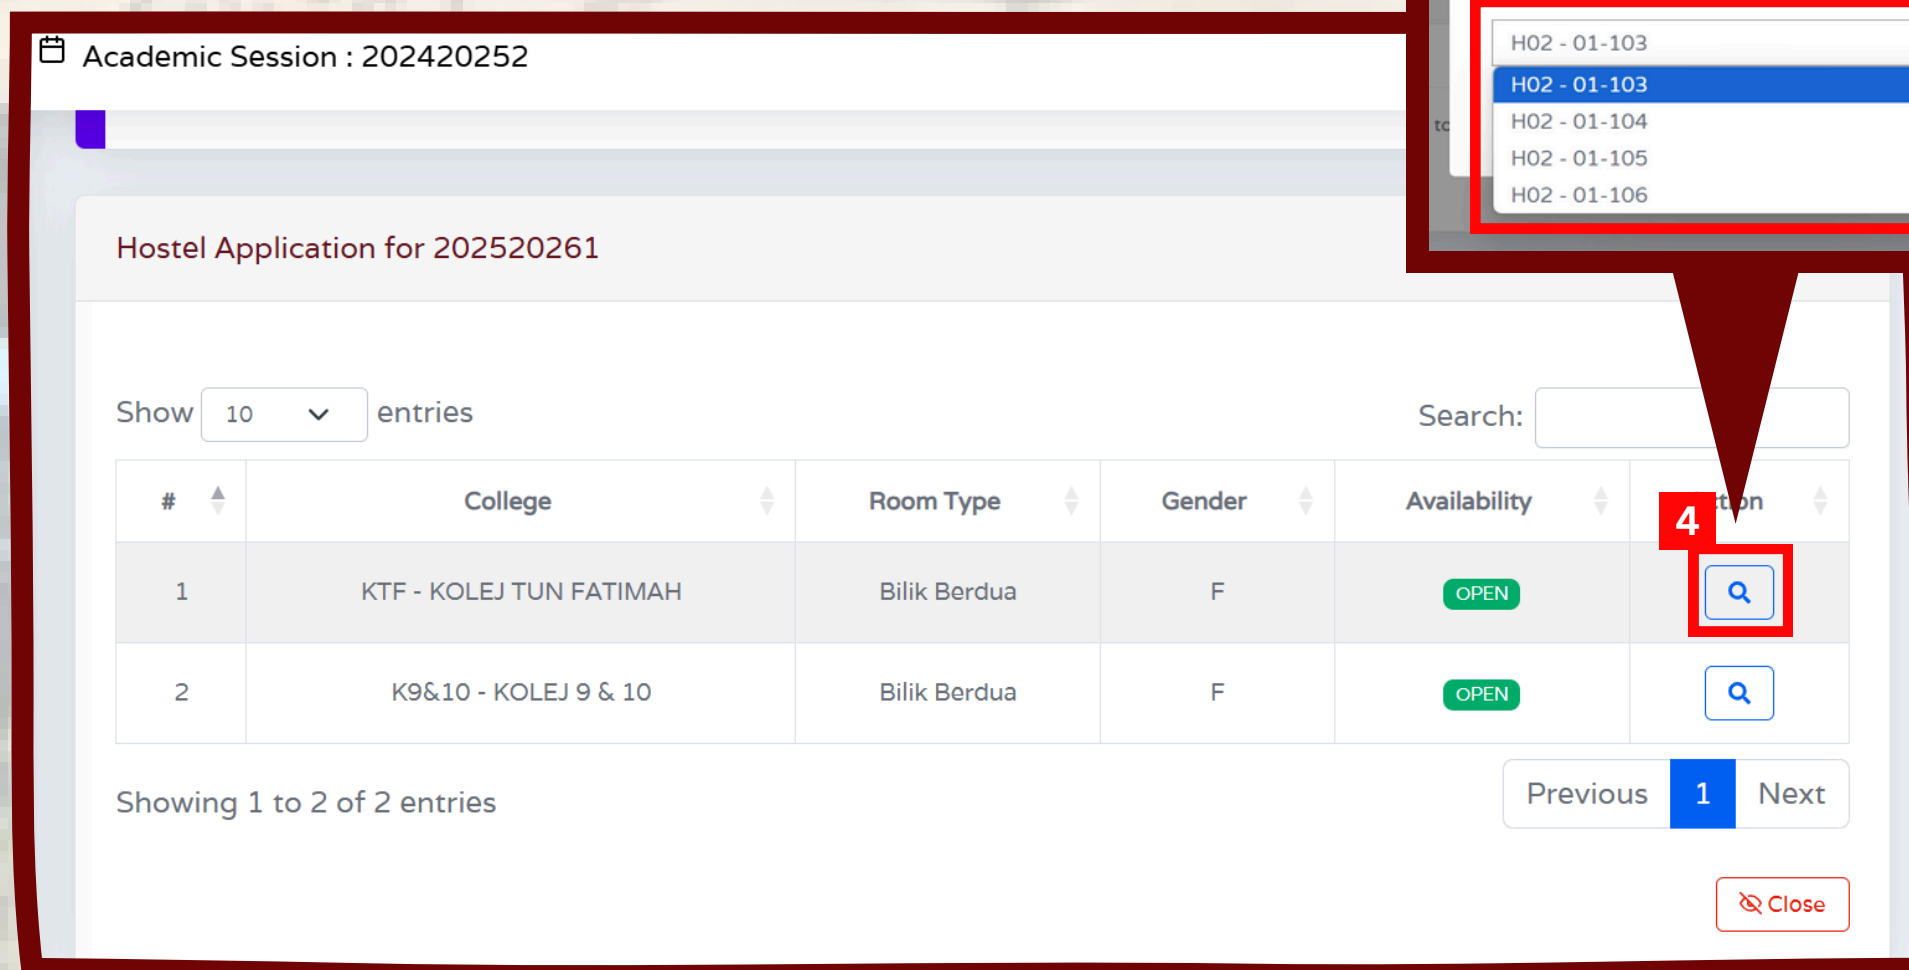 Academic Session : 202420252
H02 - 01-103
H02 - 01-103
H02 - 01-104
H02 - 01-105
H02 - 01-106
to
Hostel Application for 202520261
Show 10 entries
Search:
# College Room Type Gender Availability
4
1 KTF - KOLEJ TUN FATIMAH Bilik Berdua F OPEN
2 K9&10 - KOLEJ 9 & 10 Bilik Berdua F OPEN
Showing 1 to 2 of 2 entries
Previous 1 Next
Close